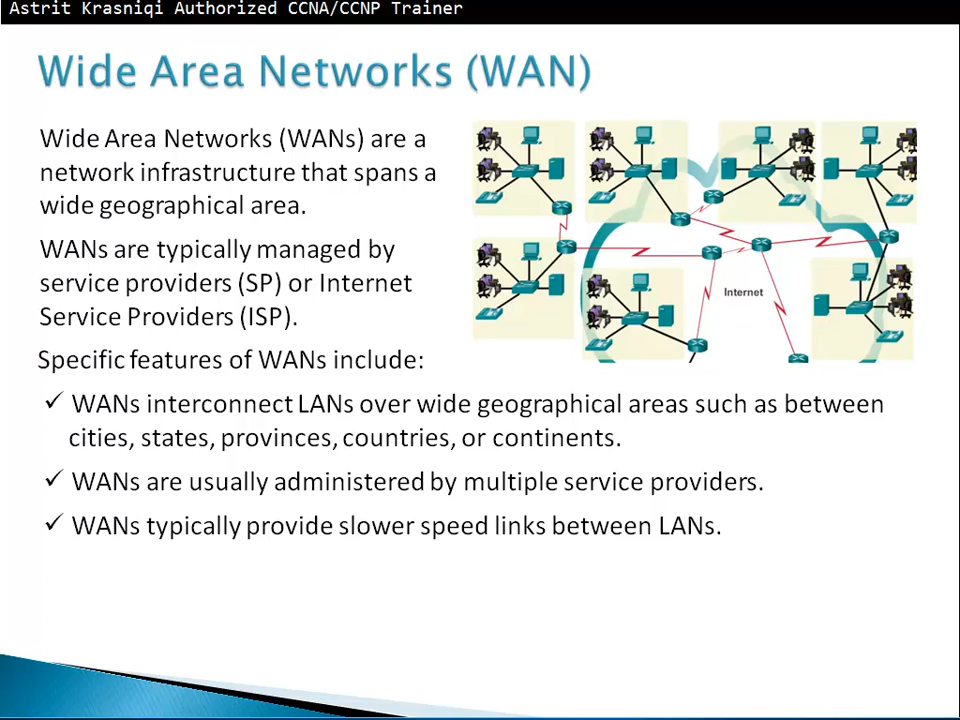 Astrit Krasniqi Authorized CCNA/CCNP Trainer
Wide Area Networks (WAN)
Wide Area Networks (WANs) are a
network infrastructure that spans a
wide geographical area.
WANs are typically managed by
service providers (SP) or Internet
Service Providers (ISP).
Internet
Specific features of WANs include:
✓ WANs interconnect LANs over wide geographical areas such as between
cities, states, provinces, countries, or continents.
✓ WANs are usually administered by multiple service providers.
✓ WANs typically provide slower speed links between LANs.